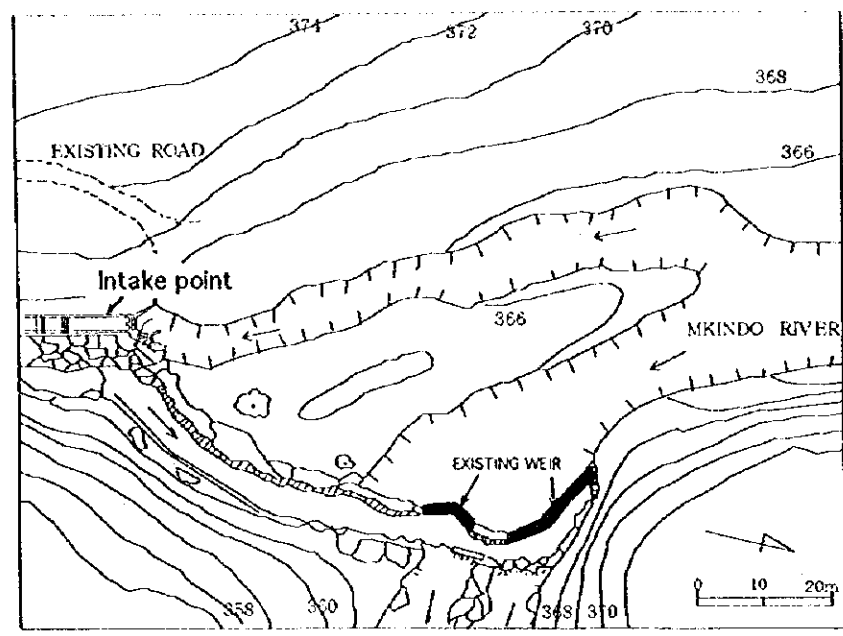 374
372
370
368
EXISTING ROAD
366
Intake point
366
MKINDO RIVER
EXISTING WEIR
0 10 20m
358
360
368
370